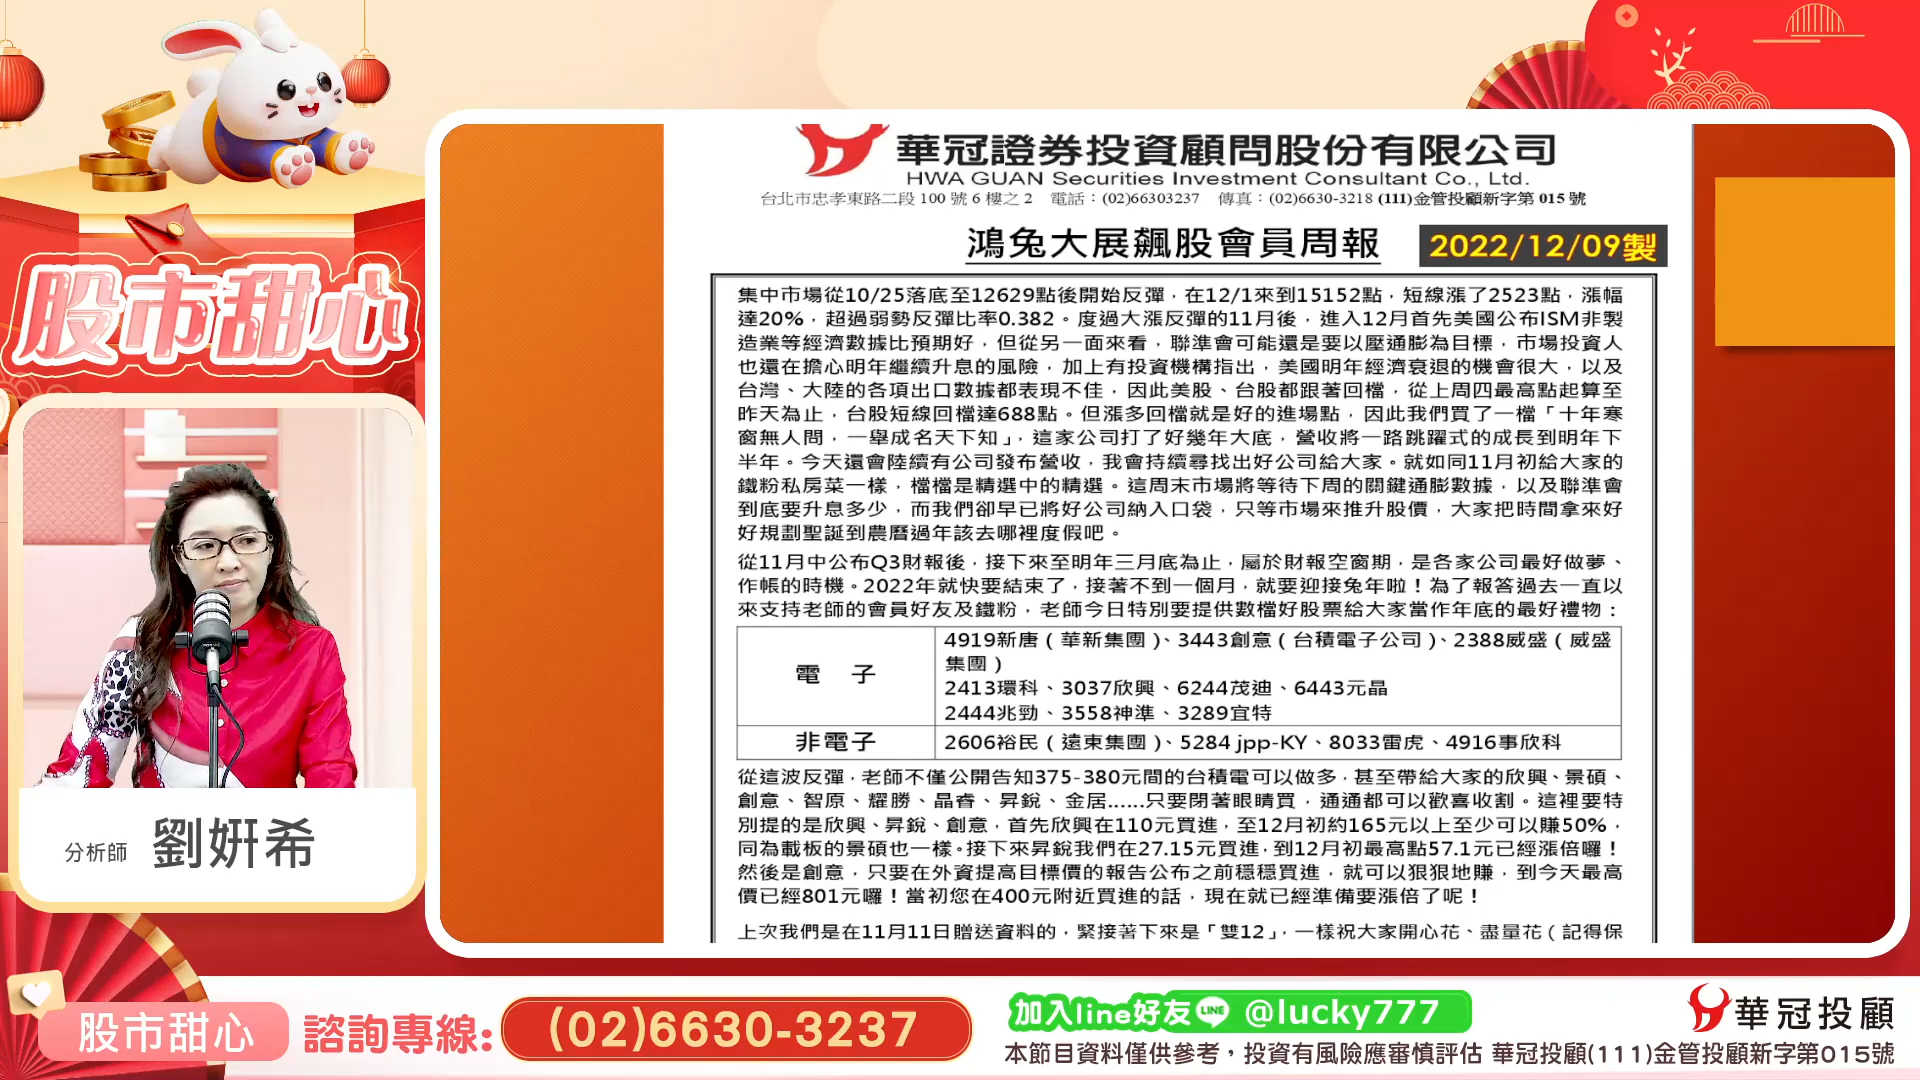 華冠證券投資顧問股份有限公司
HWA GUAN Securities Investment Consultant Co., Ltd.
台北市忠孝東路二段 100 號 6 樓之 2 電話：(02)66303237 傳真：(02)6630-3218 (111)金管投顧新字第 015 號
鴻兔大展飆股會員周報
2022/12/09製
集中市場從10/25落底至12629點後開始反彈，在12/1來到15152點，短線漲了2523點，漲幅
達20%，超過弱勢反彈比率0.382。度過大漲反彈的11月後，進入12月首先美國公布ISM非製
造業等經濟數據比預期好，但從另一面來看，聯準會可能還是要以壓通膨為目標，市場投資人
也還在擔心明年繼續升息的風險，加上有投資機構指出，美國明年經濟衰退的機會很大，以及
台灣、大陸的各項出口數據都表現不佳，因此美股、台股都跟著回檔，從上周四最高點起算至
昨天為止，台股短線回檔達688點。但漲多回檔就是好的進場點，因此我們買了一檔「十年寒
窗無人問，一舉成名天下知」，這家公司打了好幾年大底，營收將一路跳躍式的成長到明年下
半年。今天還會陸續有公司發布營收，我會持續尋找出好公司給大家。就如同11月初給大家的
鐵粉私房菜一樣，檔檔是精選中的精選。這周末市場將等待下周的關鍵通膨數據，以及聯準會
到底要升息多少，而我們卻早已將好公司納入口袋，只等市場來推升股價，大家把時間拿來好
好規劃聖誕到農曆過年該去哪裡度假吧。
從11月中公布Q3財報後，接下來至明年三月底為止，屬於財報空窗期，是各家公司最好做夢、
作帳的時機。2022年就快要結束了，接著不到一個月，就要迎接兔年啦！為了報答過去一直以
來支持老師的會員好友及鐵粉，老師今日特別要提供數檔好股票給大家當作年底的最好禮物：
電 子
4919新唐（華新集團）、3443創意（台積電子公司）、2388威盛（威盛
集團）
2413環科、3037欣興、6244茂迪、6443元晶
2444兆勁、3558神準、3289宜特
非電子
2606裕民（遠東集團）、5284 jpp-KY、8033雷虎、4916事欣科
從這波反彈，老師不僅公開告知375-380元間的台積電可以做多，甚至帶給大家的欣興、景碩、
創意、智原、耀勝、晶睿、昇銳、金居......只要閉著眼睛買，通通都可以歡喜收割。這裡要特
別提的是欣興、昇銳、創意，首先欣興在110元買進，至12月初約165元以上至少可以賺50%，
同為載板的景碩也一樣。接下來昇銳我們在27.15元買進，到12月初最高點57.1元已經漲倍囉！
然後是創意，只要在外資提高目標價的報告公布之前穩穩買進，就可以狠狠地賺，到今天最高
價已經801元囉！當初您在400元附近買進的話，現在就已經準備要漲倍了呢！
上次我們是在11月11日贈送資料的，緊接著下來是「雙12」，一樣祝大家開心花、盡量花（記得保
股市甜心
分析師 劉妍希
股市甜心
諮詢專線:
(02)6630-3237
加入line好友 LINE @lucky777
華冠投顧
本節目資料僅供參考，投資有風險應審慎評估 華冠投顧(111)金管投顧新字第015號